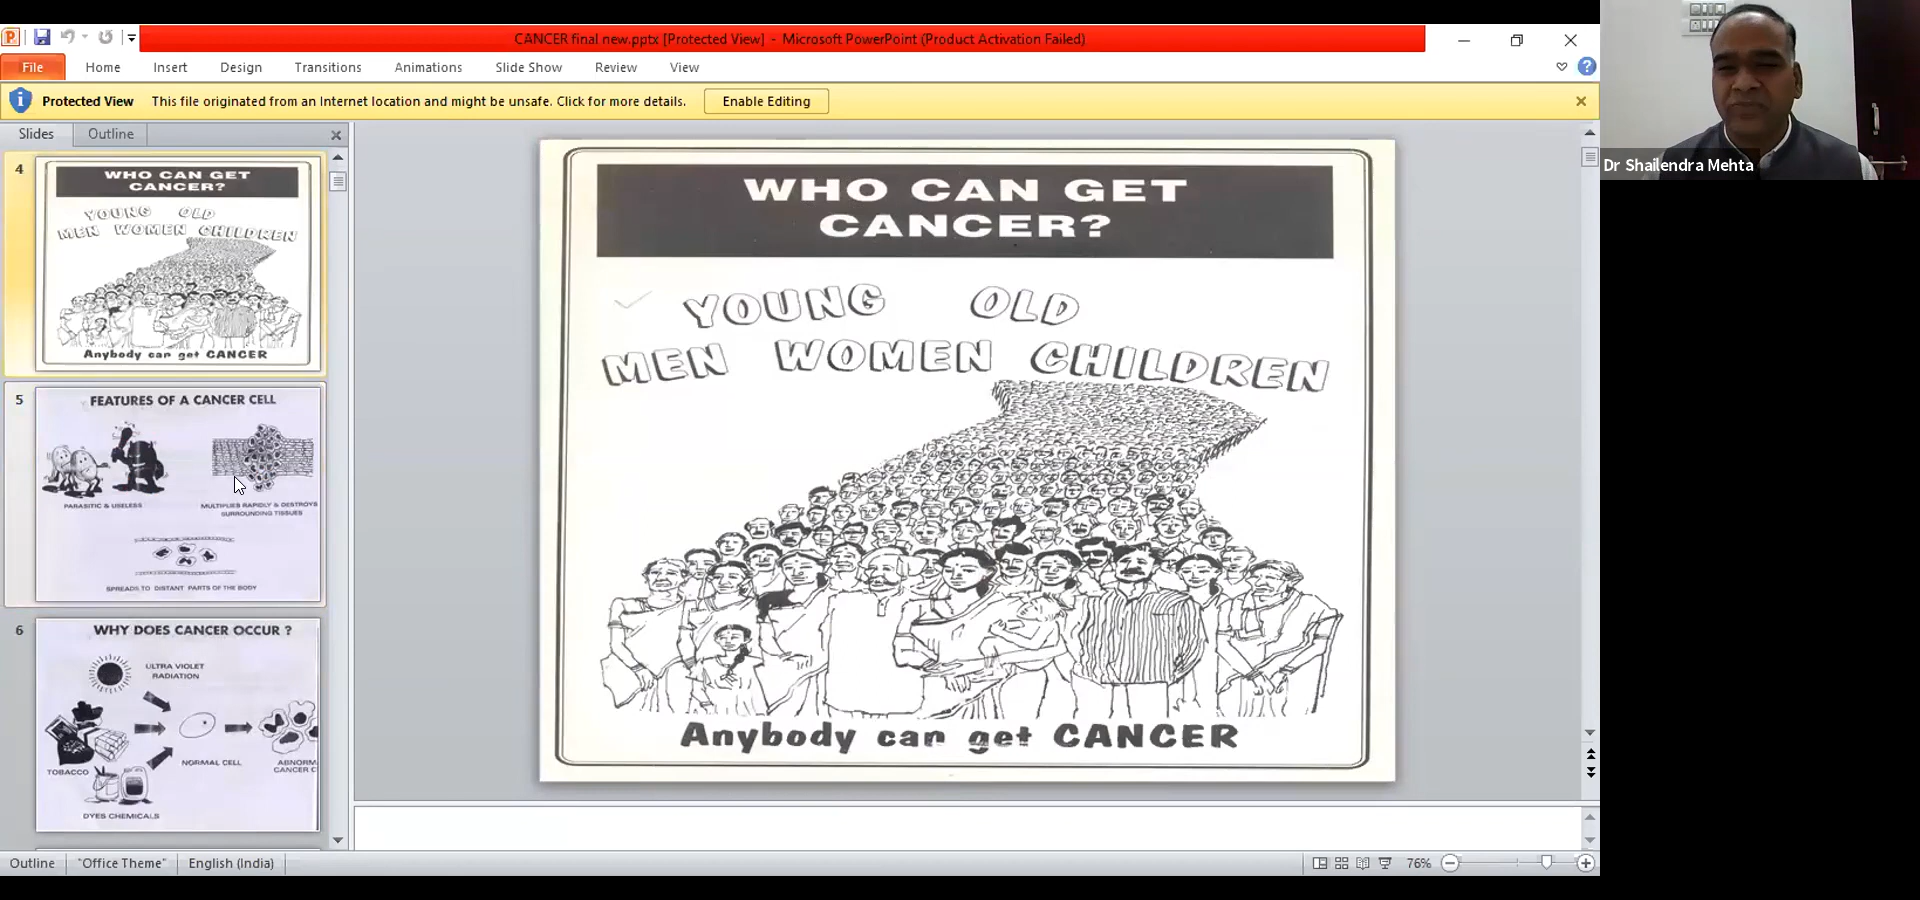 CANCER final new.pptx [Protected View] - Microsoft PowerPoint (Product Activation Failed)
File Home Insert Design Transitions Animations Slide Show Review View
Protected View This file originated from an Internet location and might be unsafe. Click for more details. Enable Editing
Slides Outline
4
WHO CAN GET
CANCER?
YOUNG OLD
MEN WOMEN CHILDREN
Anybody can get CANCER
5
FEATURES OF A CANCER CELL
PARASITIC & USELESS
MULTIPLIES RAPIDLY & DESTROYS
SURROUNDING TISSUES
SPREADS TO DISTANT PARTS OF THE BODY
6
WHY DOES CANCER OCCUR ?
ULTRA VIOLET
RADIATION
TOBACCO
NORMAL CELL
ABNORM
CANCER C
DYES CHEMICALS
WHO CAN GET
CANCER?
YOUNG OLD
MEN WOMEN CHILDREN
Anybody can get CANCER
Outline "Office Theme" English (India)
76%
Dr Shailendra Mehta